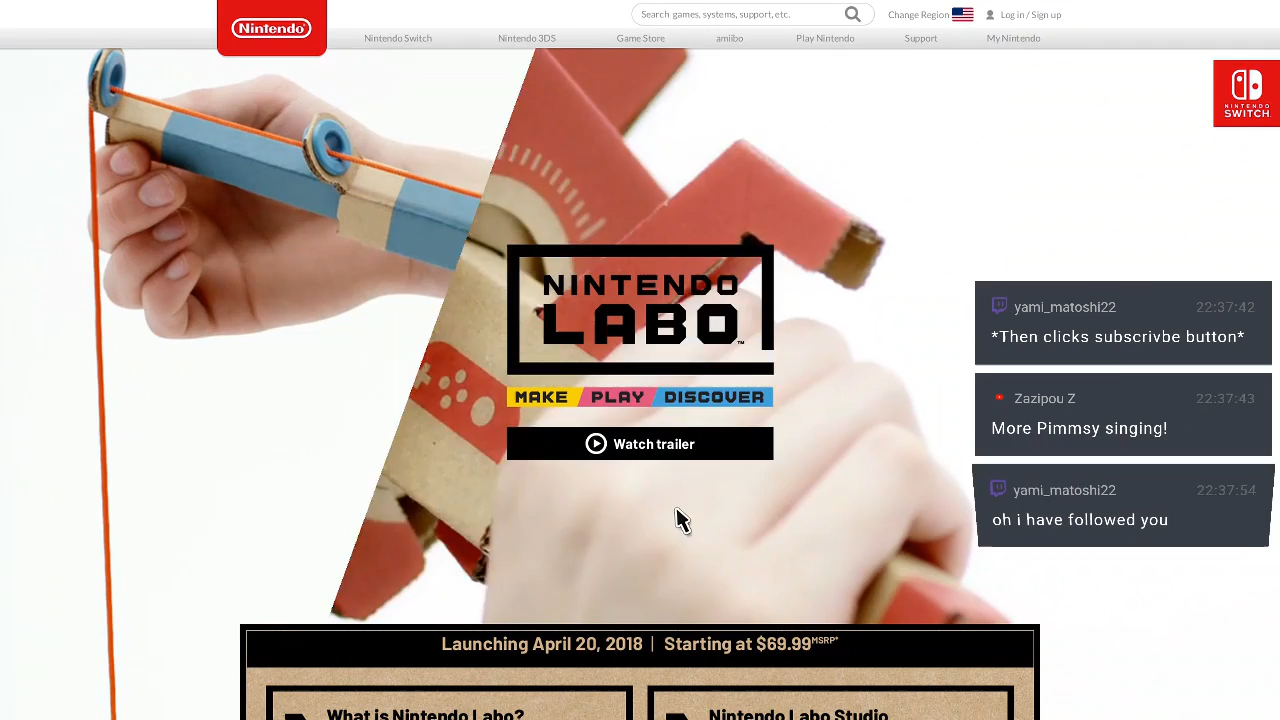 Nintendo
Search games, systems, support, etc.
Change Region
Log in / Sign up
Nintendo Switch
Nintendo 3DS
Game Store
amiibo
Play Nintendo
Support
My Nintendo
NINTENDO
SWITCH
NINTENDO
LABO™
MAKE PLAY DISCOVER
Watch trailer
yami_matoshi22 22:37:42
*Then clicks subscrivbe button*
Zazipou Z 22:37:43
More Pimmsy singing!
yami_matoshi22 22:37:54
oh i have followed you
Launching April 20, 2018 | Starting at $69.99MSRP*
What is Nintendo Labo?
Nintendo Labo Studio